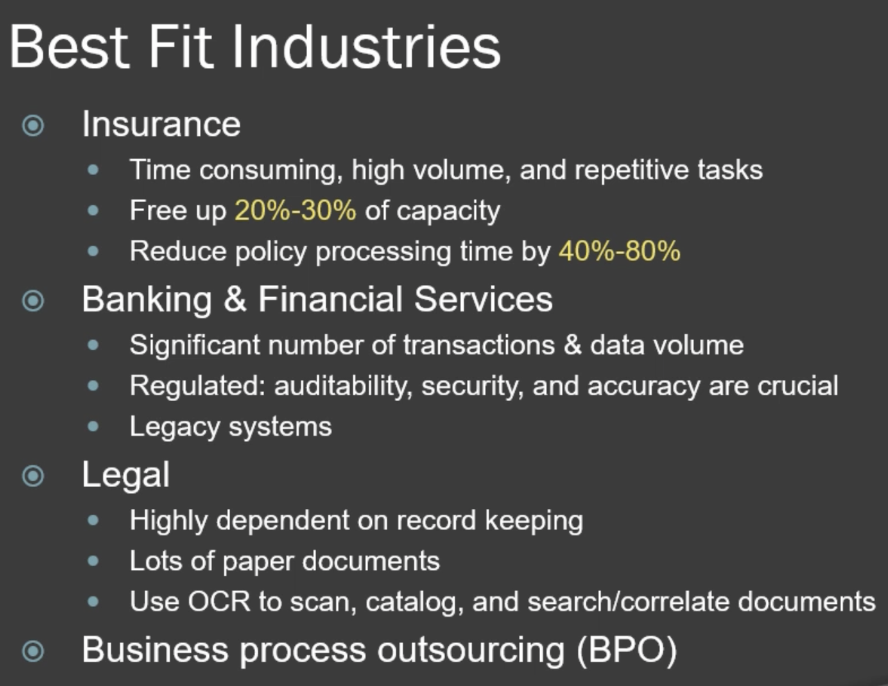 Best Fit Industries
Insurance
Time consuming, high volume, and repetitive tasks
Free up 20%-30% of capacity
Reduce policy processing time by 40%-80%
Banking & Financial Services
Significant number of transactions & data volume
Regulated: auditability, security, and accuracy are crucial
Legacy systems
Legal
Highly dependent on record keeping
Lots of paper documents
Use OCR to scan, catalog, and search/correlate documents
Business process outsourcing (BPO)